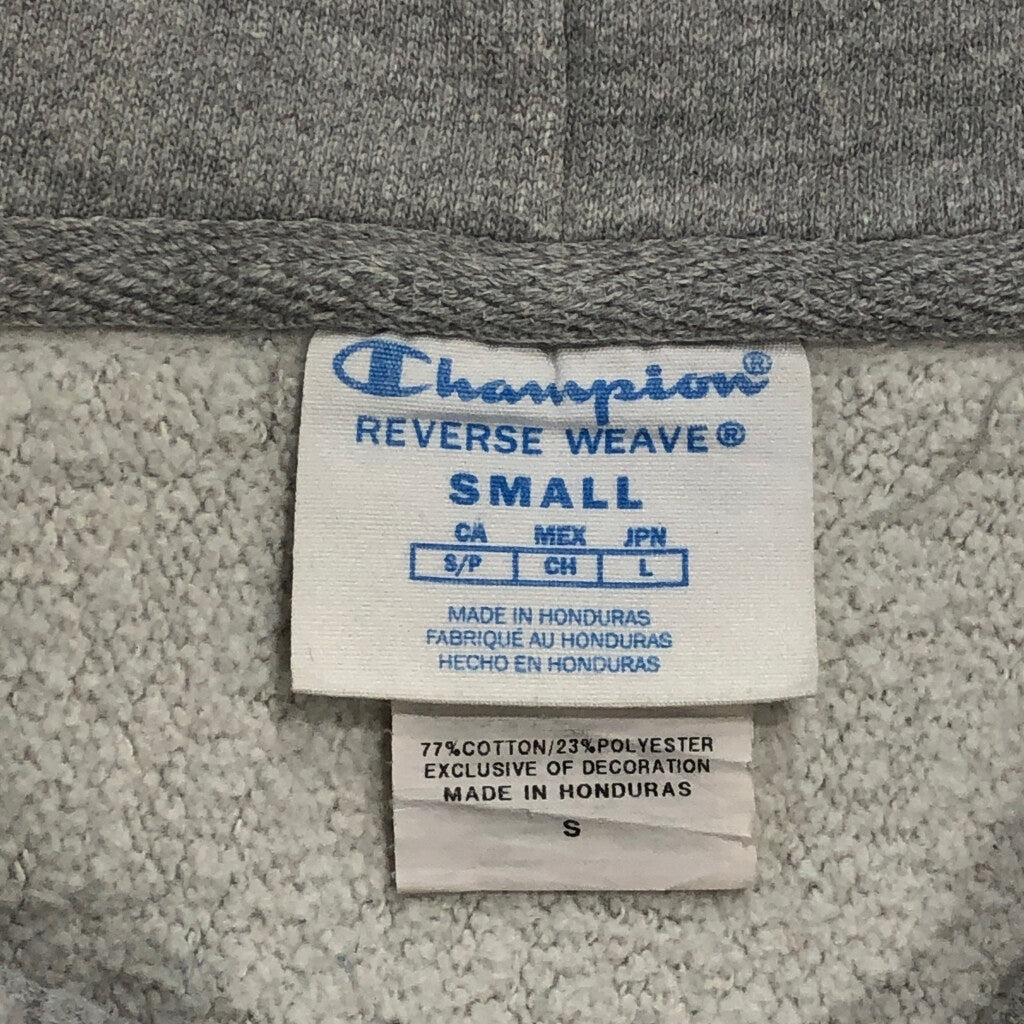 Champion®
REVERSE WEAVE®
SMALL
CA MEX JPN
S/P CH L
MADE IN HONDURAS
FABRIQUÉ AU HONDURAS
HECHO EN HONDURAS
77%COTTON/23%POLYESTER
EXCLUSIVE OF DECORATION
MADE IN HONDURAS
S